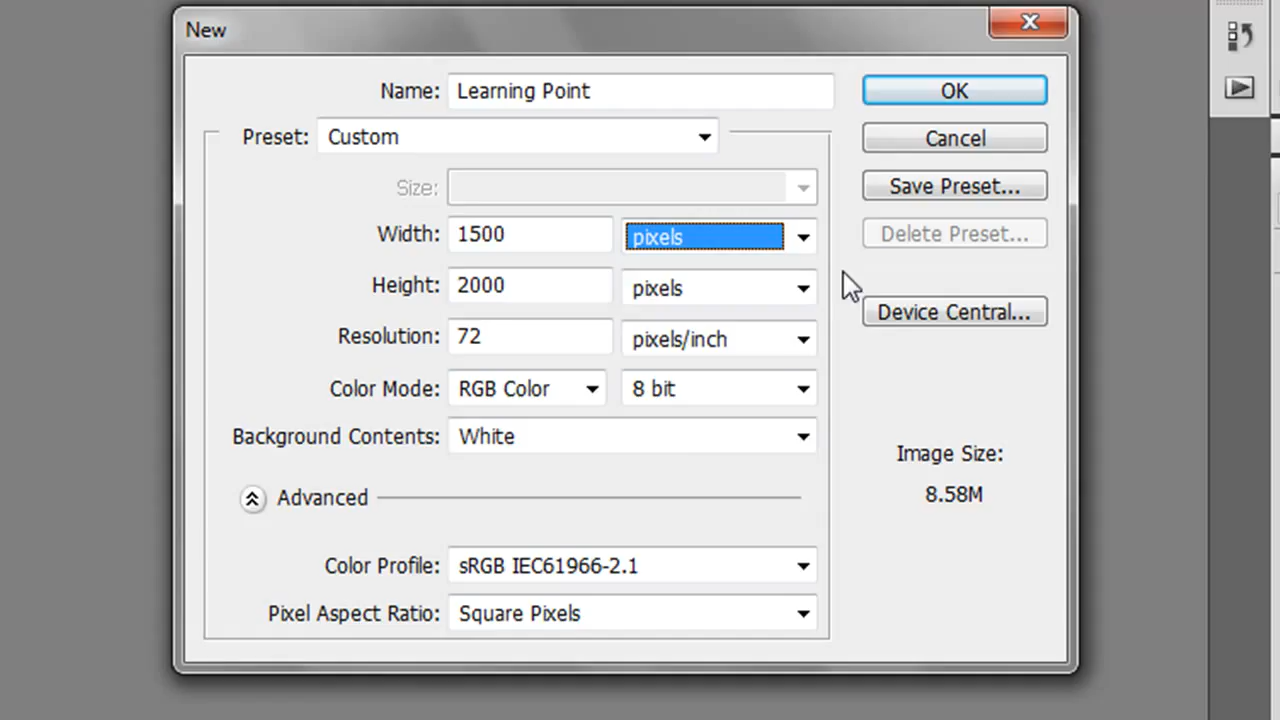 New
Name: Learning Point
OK
Preset: Custom
Cancel
Size:
Save Preset...
Width: 1500 pixels
Delete Preset...
Height: 2000 pixels
Device Central...
Resolution: 72 pixels/inch
Color Mode: RGB Color 8 bit
Background Contents: White
Image Size:
8.58M
Advanced
Color Profile: sRGB IEC61966-2.1
Pixel Aspect Ratio: Square Pixels